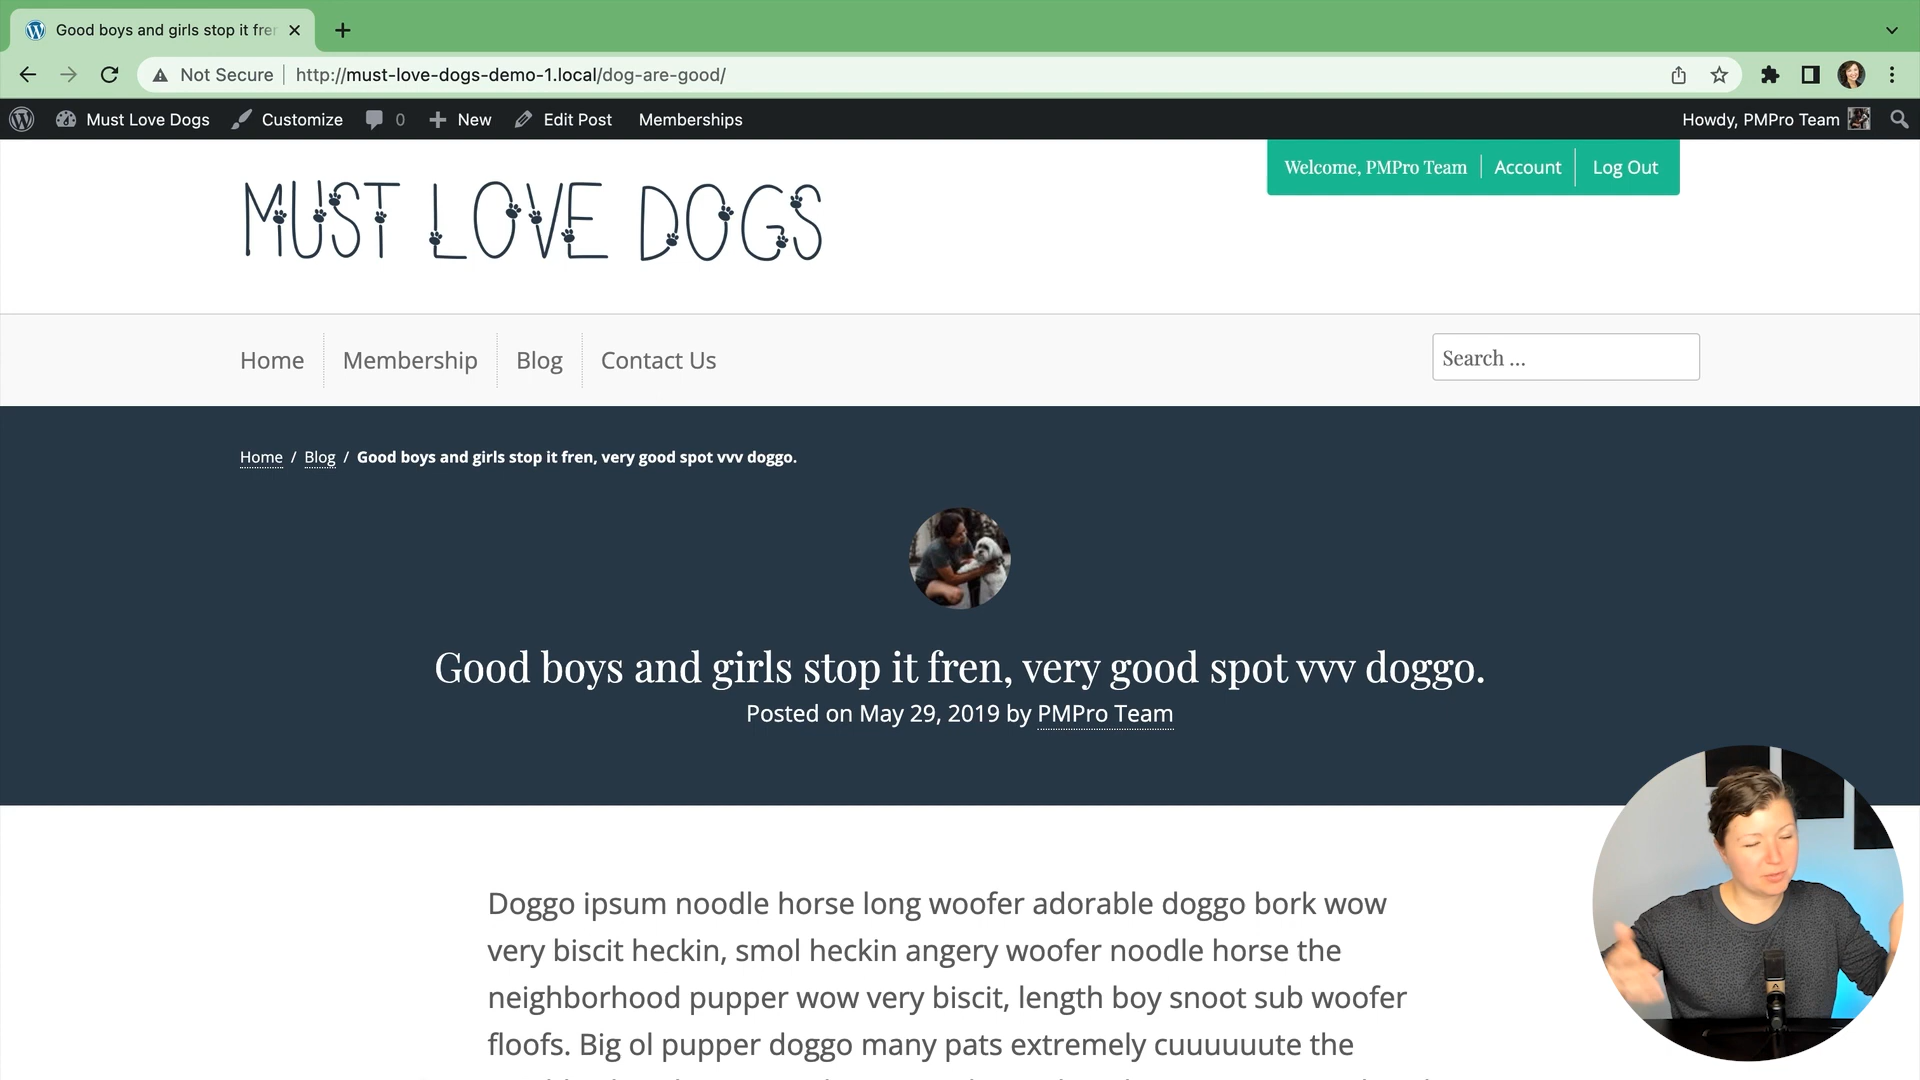 Good boys and girls stop it fren
Not Secure http://must-love-dogs-demo-1.local/dog-are-good/
Must Love Dogs Customize 0 New Edit Post Memberships Howdy, PMPro Team
Welcome, PMPro Team Account Log Out
MUST LOVE DOGS
Home Membership Blog Contact Us Search ...
Home / Blog / Good boys and girls stop it fren, very good spot vvv doggo.
Good boys and girls stop it fren, very good spot vvv doggo.
Posted on May 29, 2019 by PMPro Team
Doggo ipsum noodle horse long woofer adorable doggo bork wow
very biscit heckin, smol heckin angery woofer noodle horse the
neighborhood pupper wow very biscit, length boy snoot sub woofer
floofs. Big ol pupper doggo many pats extremely cuuuuuute the